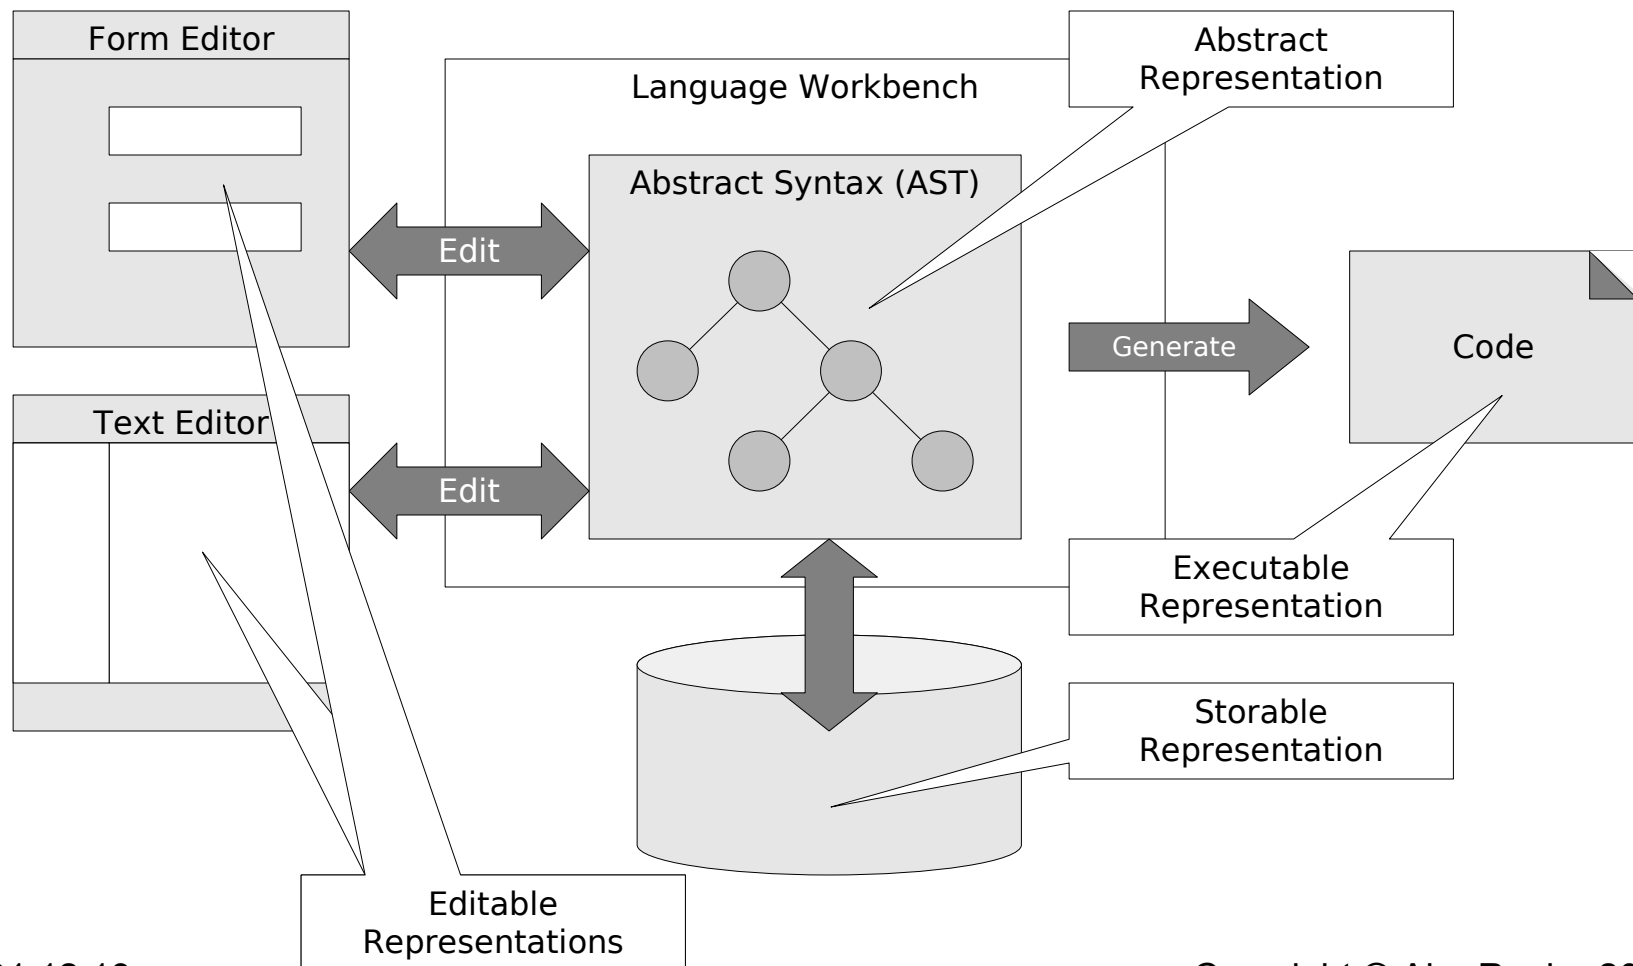 Form Editor
Abstract
Representation
Language Workbench
Abstract Syntax (AST)
Edit
Generate
Code
Text Editor
Edit
Executable
Representation
Storable
Representation
Editable
Representations